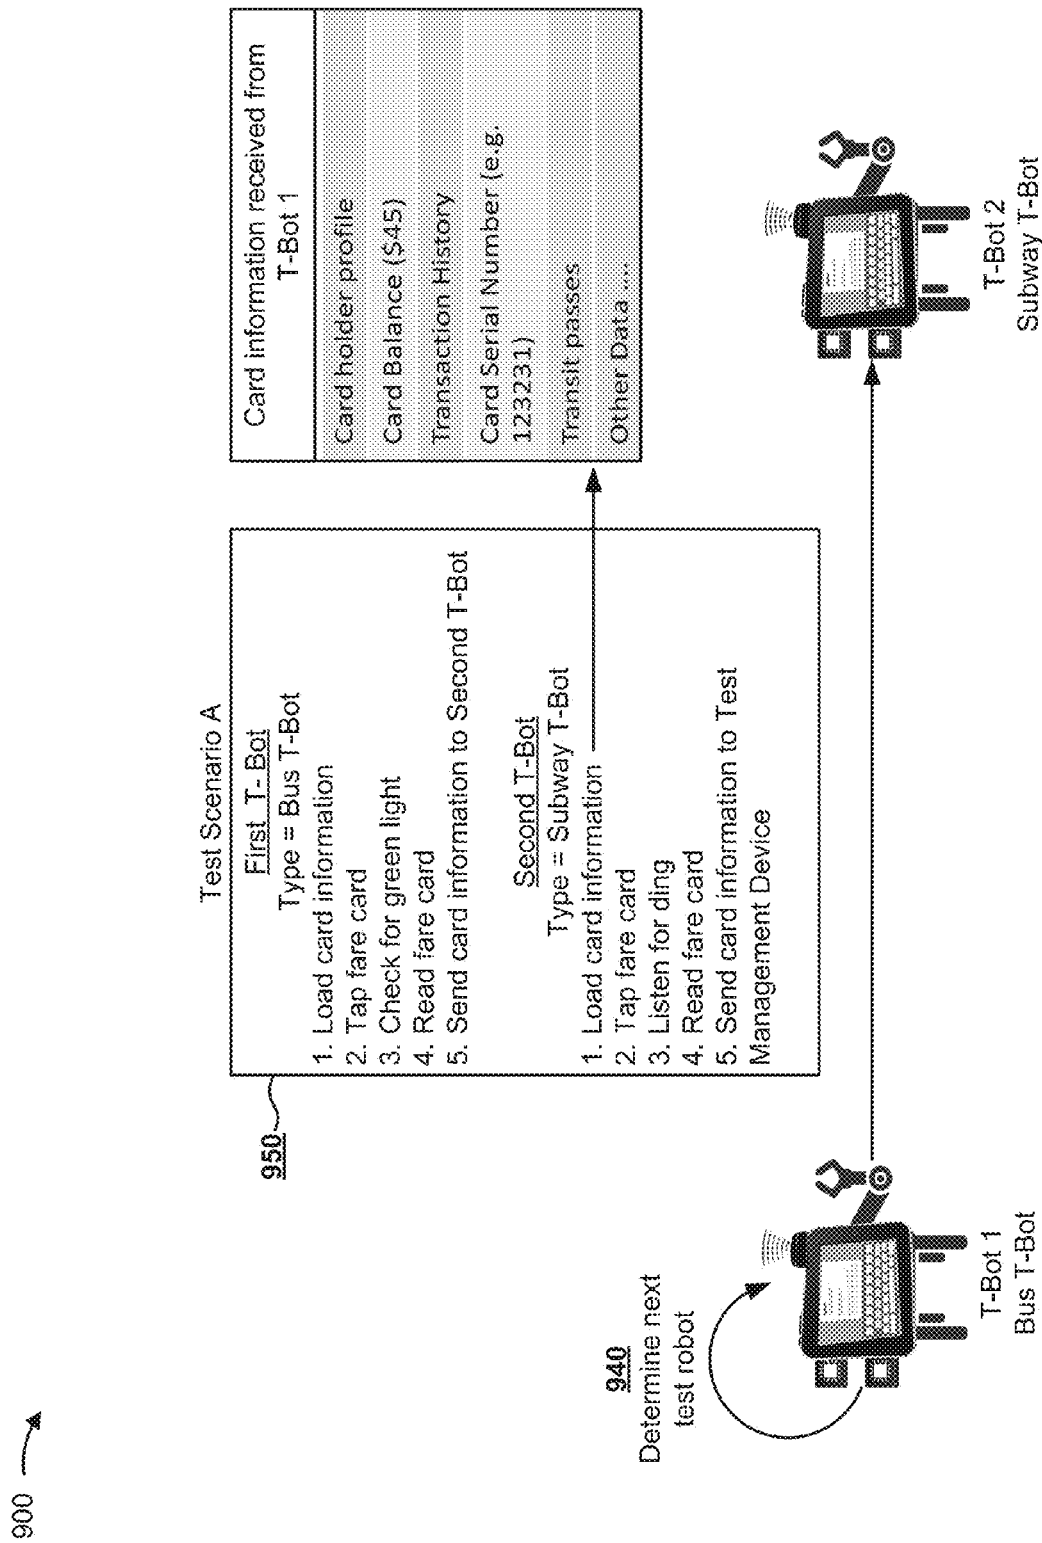 900
Test Scenario A
First T- Bot
Type = Bus T-Bot
1. Load card information
2. Tap fare card
3. Check for green light
4. Read fare card
5. Send card information to Second T-Bot
Second T-Bot
Type = Subway T-Bot
1. Load card information
2. Tap fare card
3. Listen for ding
4. Read fare card
5. Send card information to Test
Management Device
950
Card information received from
T-Bot 1
Card holder profile
Card Balance ($45)
Transaction History
Card Serial Number (e.g.
123231)
Transit passes
Other Data ....
940
Determine next
test robot
T-Bot 1
Bus T-Bot
T-Bot 2
Subway T-Bot